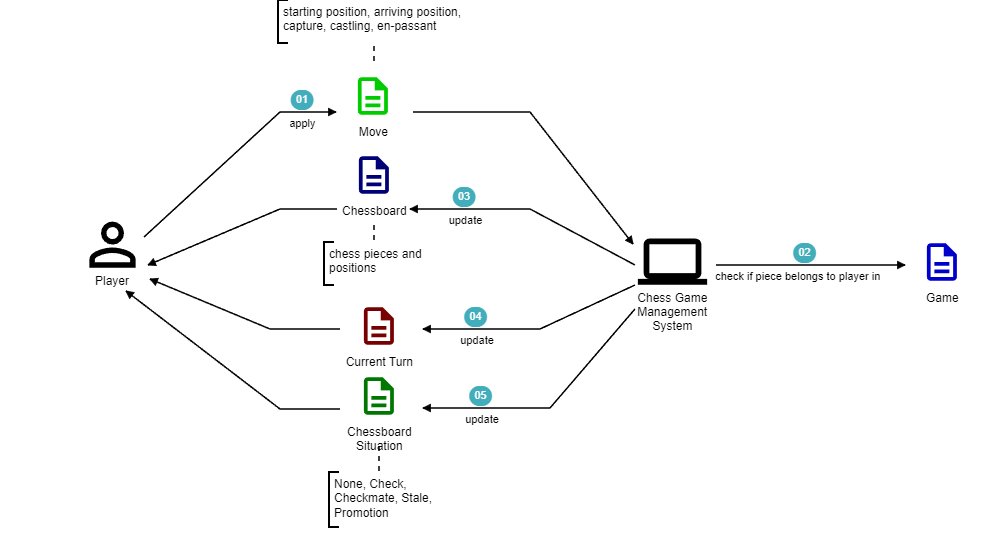 starting position, arriving position,
capture, castling, en-passant
01
apply
Move
Chessboard
03
update
chess pieces and
positions
Player
02
check if piece belongs to player in
Chess Game
Management
System
Game
04
update
Current Turn
05
update
Chessboard
Situation
None, Check,
Checkmate, Stale,
Promotion